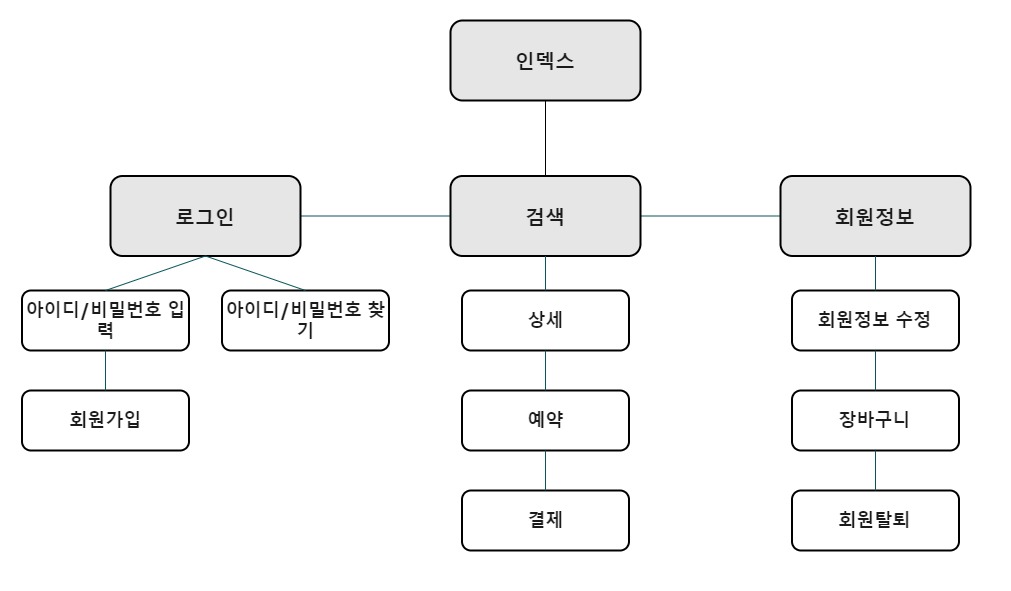 인덱스
로그인
검색
회원정보
아이디/비밀번호 입
력
아이디/비밀번호 찾
기
상세
회원정보 수정
회원가입
예약
장바구니
결제
회원탈퇴